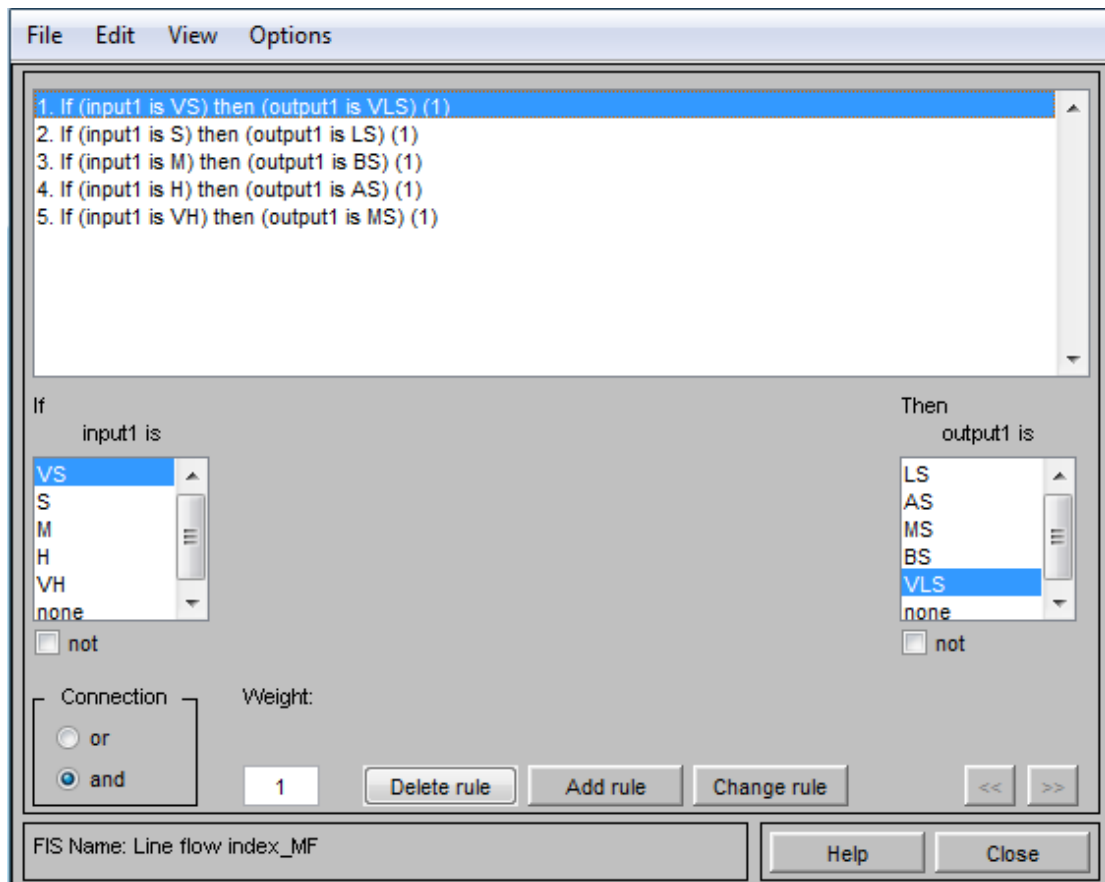 File Edit View Options
1. If (input1 is VS) then (output1 is VLS) (1)
2. If (input1 is S) then (output1 is LS) (1)
3. If (input1 is M) then (output1 is BS) (1)
4. If (input1 is H) then (output1 is AS) (1)
5. If (input1 is VH) then (output1 is MS) (1)
If
input1 is
VS
S
M
H
VH
none
not
Then
output1 is
LS
AS
MS
BS
VLS
none
not
Connection
or
and
Weight:
1
Delete rule Add rule Change rule << >>
FIS Name: Line flow index_MF
Help Close